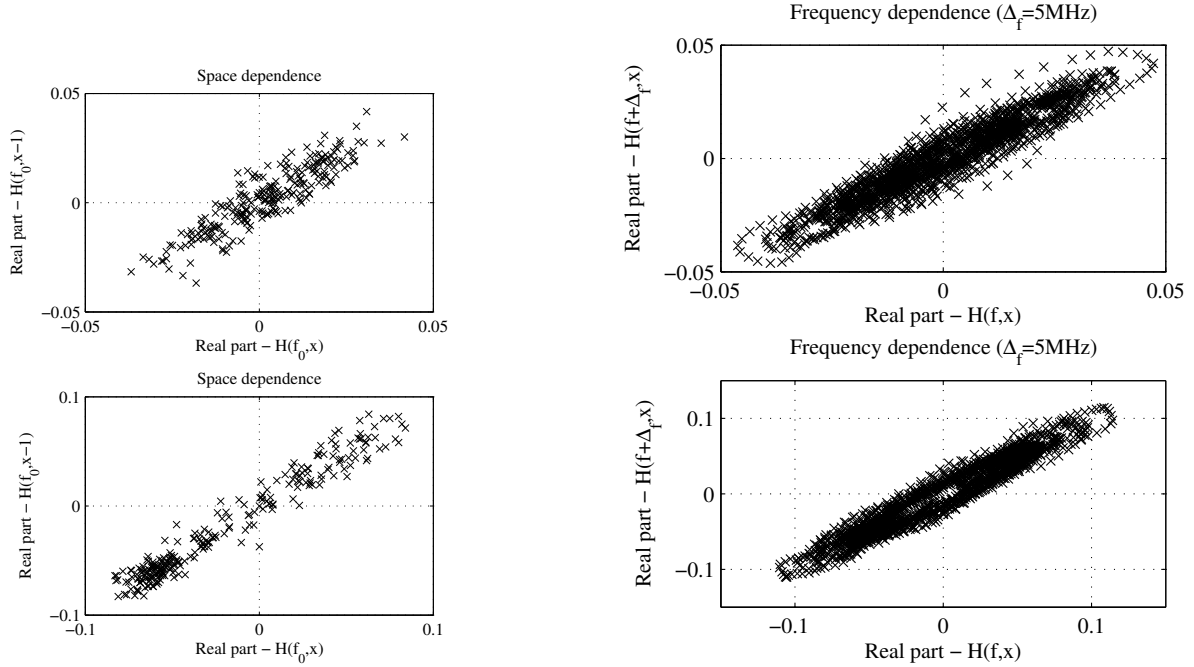 Space dependence
Real part − H(f0,x−1)
0.05
0
−0.05
−0.05 0 0.05
Real part − H(f0,x)
Frequency dependence (Δf=5MHz)
Real part − H(f+Δf,x)
0.05
0
−0.05
−0.05 0 0.05
Real part − H(f,x)
Space dependence
Real part − H(f0,x−1)
0.1
0
−0.1
−0.1 0 0.1
Real part − H(f0,x)
Frequency dependence (Δf=5MHz)
Real part − H(f+Δf,x)
0.1
0
−0.1
−0.1 0 0.1
Real part − H(f,x)